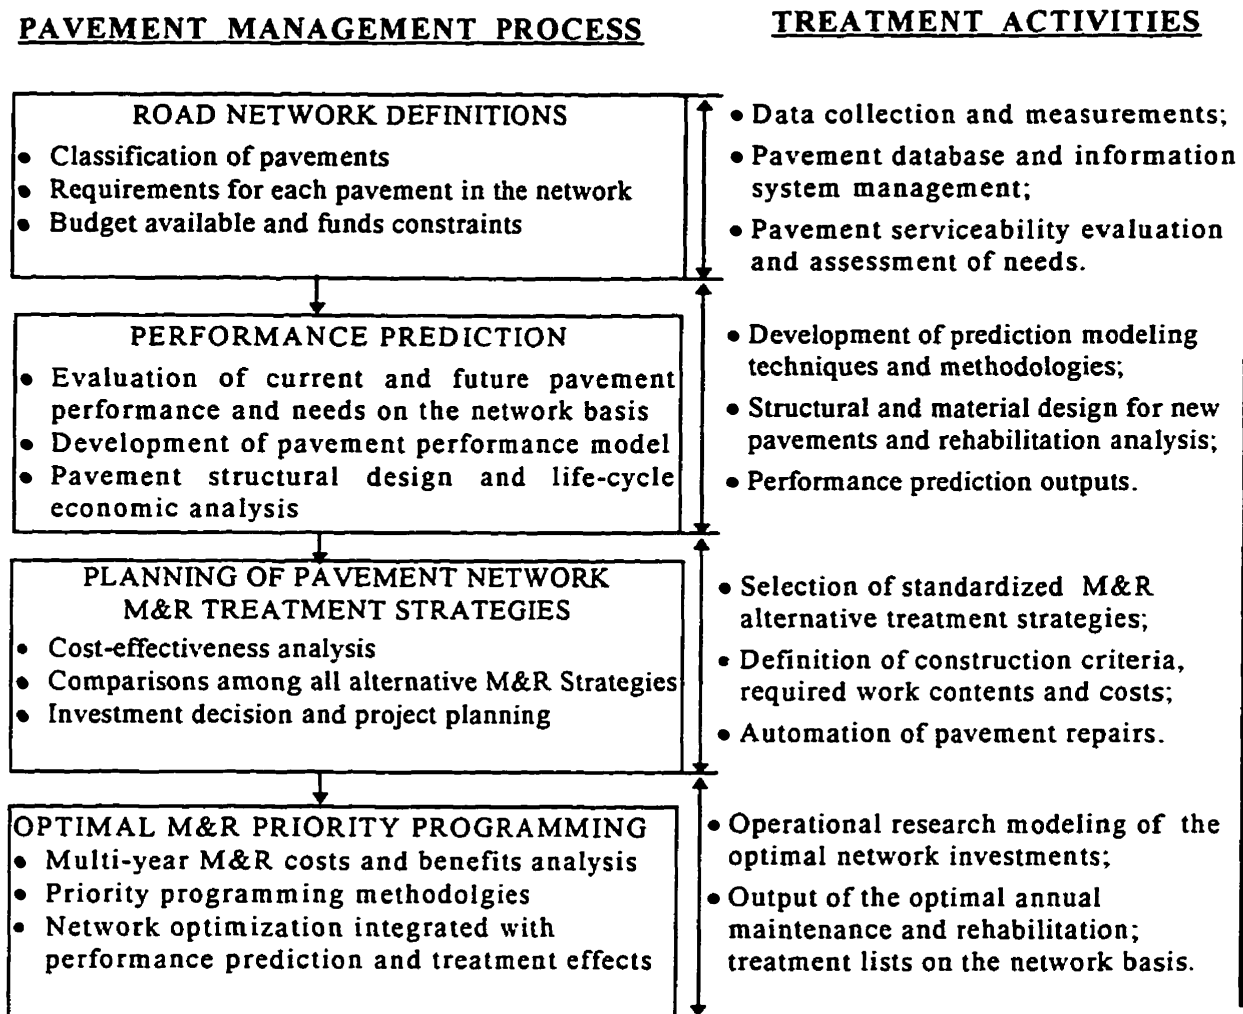 PAVEMENT MANAGEMENT PROCESS
TREATMENT ACTIVITIES
ROAD NETWORK DEFINITIONS
• Classification of pavements
• Requirements for each pavement in the network
• Budget available and funds constraints
• Data collection and measurements;
• Pavement database and information
system management;
• Pavement serviceability evaluation
and assessment of needs.
PERFORMANCE PREDICTION
• Evaluation of current and future pavement
performance and needs on the network basis
• Development of pavement performance model
• Pavement structural design and life-cycle
economic analysis
• Development of prediction modeling
techniques and methodologies;
• Structural and material design for new
pavements and rehabilitation analysis;
• Performance prediction outputs.
PLANNING OF PAVEMENT NETWORK
M&R TREATMENT STRATEGIES
• Cost-effectiveness analysis
• Comparisons among all alternative M&R Strategies
• Investment decision and project planning
• Selection of standardized M&R
alternative treatment strategies;
• Definition of construction criteria,
required work contents and costs;
• Automation of pavement repairs.
OPTIMAL M&R PRIORITY PROGRAMMING
• Multi-year M&R costs and benefits analysis
• Priority programming methodolgies
• Network optimization integrated with
performance prediction and treatment effects
• Operational research modeling of the
optimal network investments;
• Output of the optimal annual
maintenance and rehabilitation;
treatment lists on the network basis.